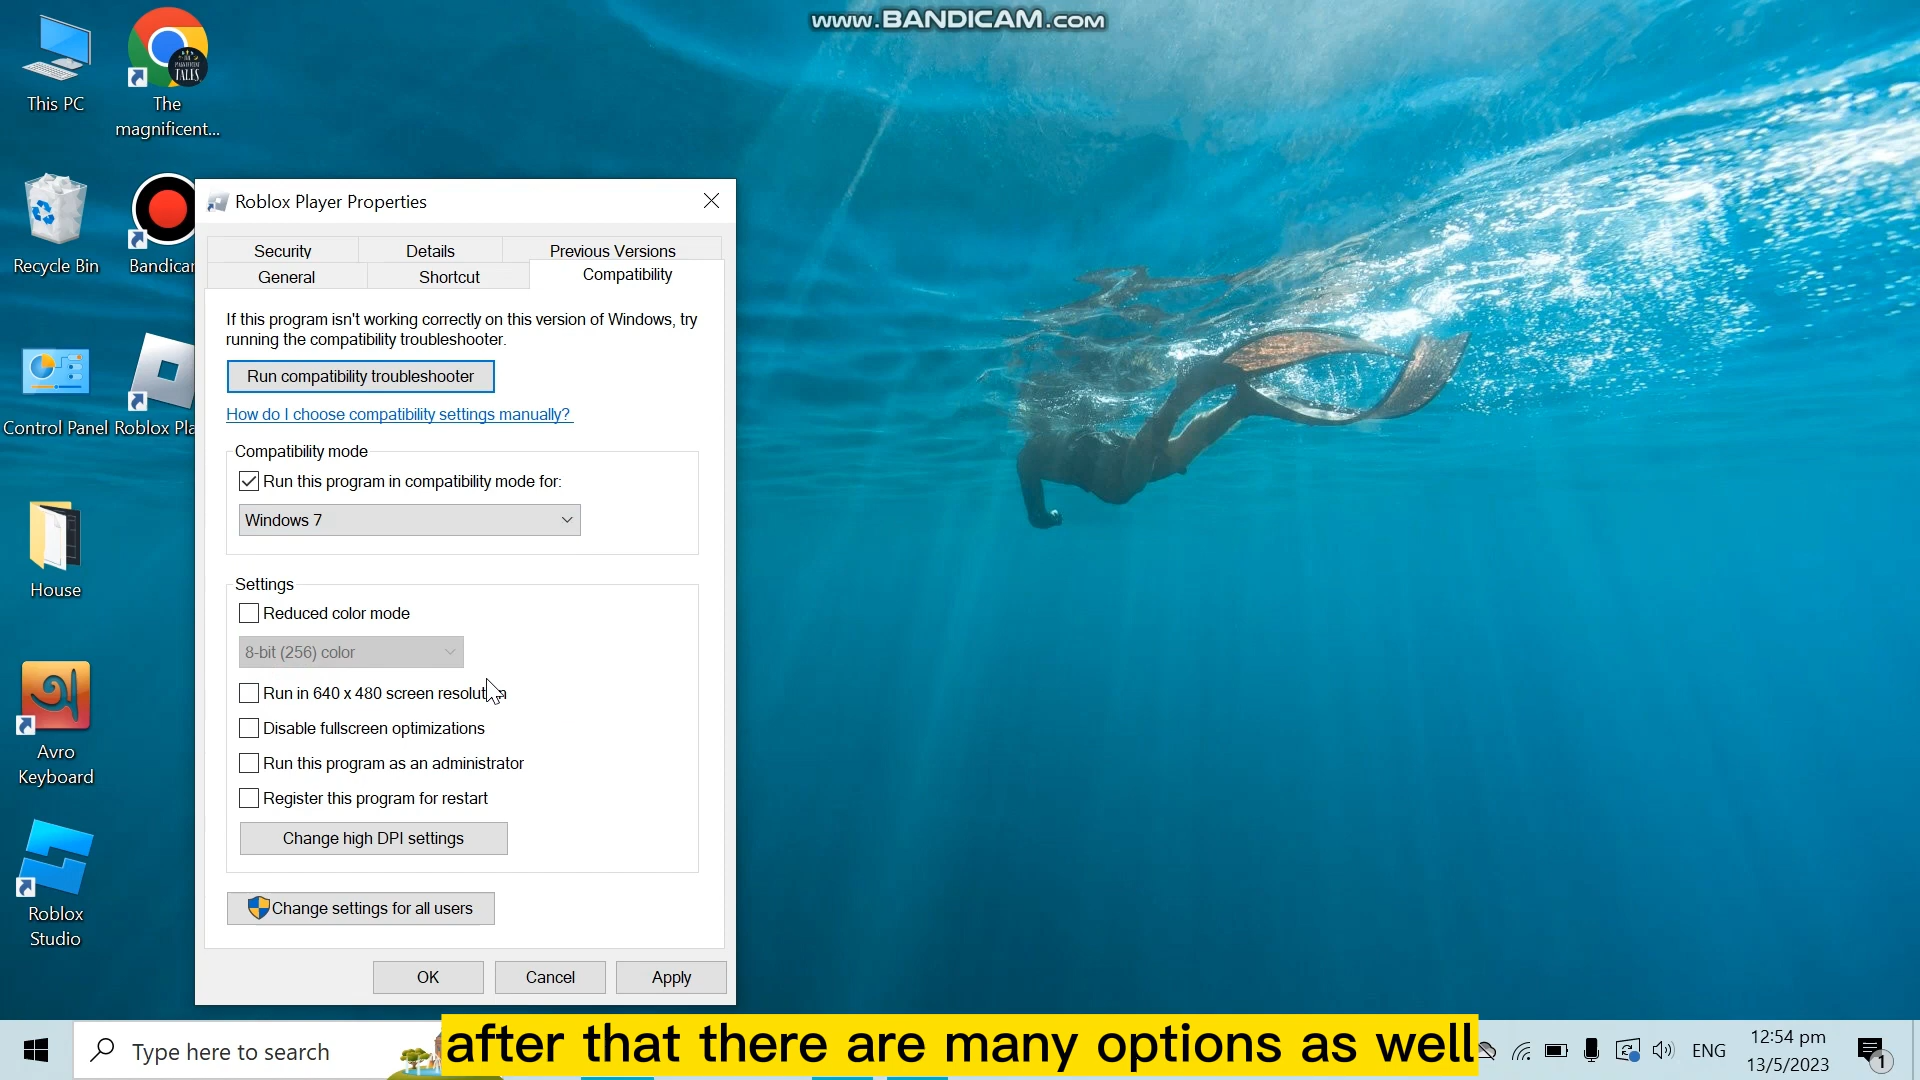 www.BANDICAM.com
This PC
The
magnificent...
TALES
Recycle Bin
Bandicar
Control Panel
Roblox Pla
House
Avro
Keyboard
Roblox
Studio
Roblox Player Properties
Security
Details
Previous Versions
General
Shortcut
Compatibility
If this program isn't working correctly on this version of Windows, try
running the compatibility troubleshooter.
Run compatibility troubleshooter
How do I choose compatibility settings manually?
Compatibility mode
Run this program in compatibility mode for:
Windows 7
Settings
Reduced color mode
8-bit (256) color
Run in 640 x 480 screen resolution
Disable fullscreen optimizations
Run this program as an administrator
Register this program for restart
Change high DPI settings
Change settings for all users
OK
Cancel
Apply
Type here to search
after that there are many options as well
ENG
12:54 pm
13/5/2023
1